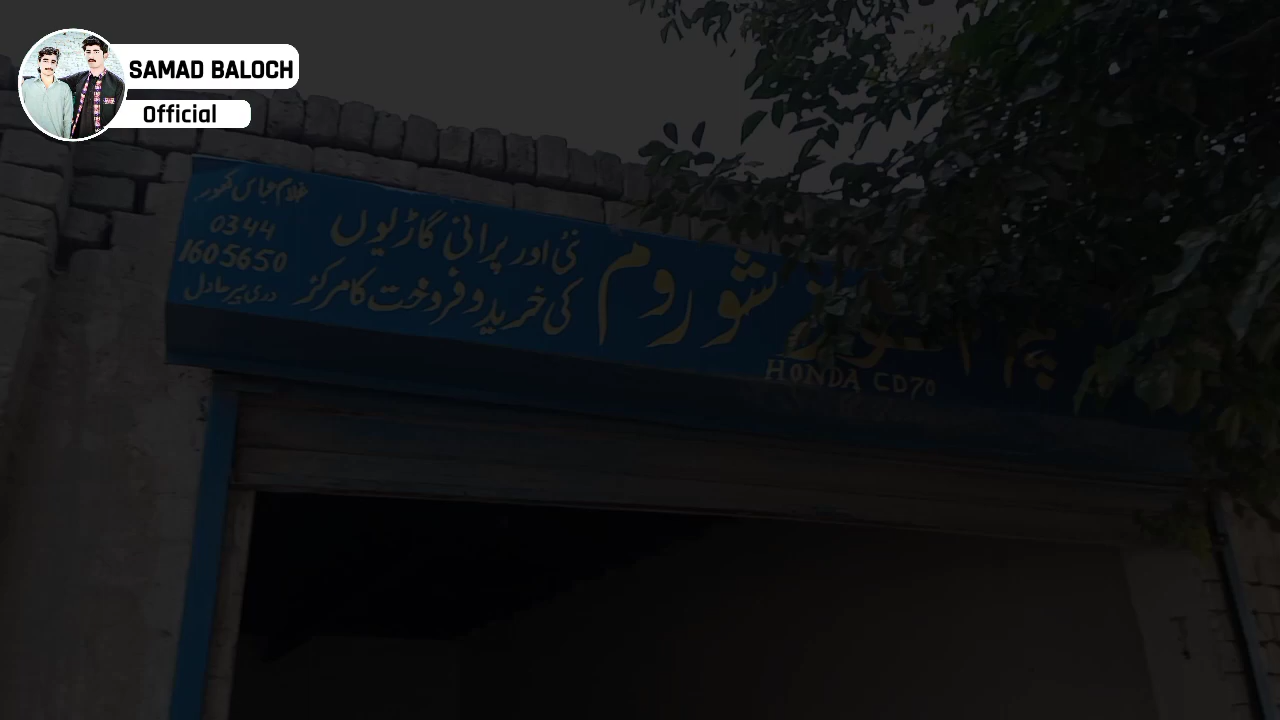 SAMAD BALOCH
Official
شوروم
HONDA CD70
نئی اور پرانی گاڑیوں
کی خرید و فروخت کا مرکز
غلام عباس
0344
1605650